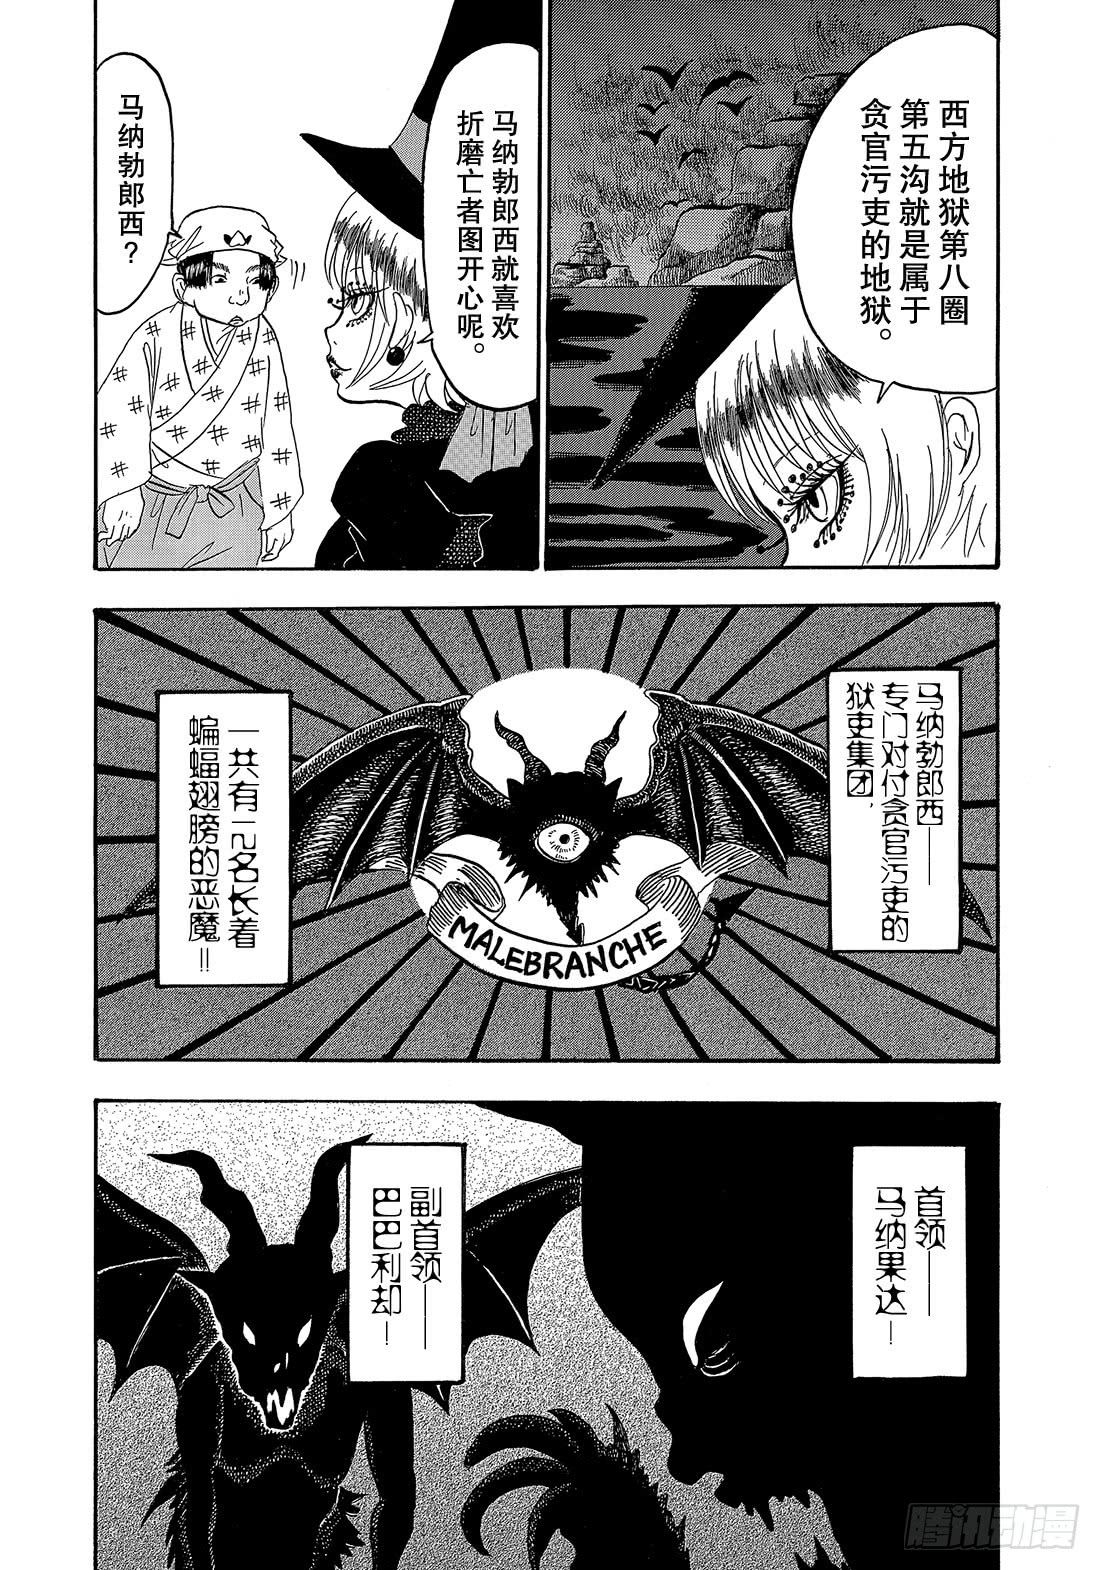 西方地狱第八圈
第五沟就是属于
贪官污吏的地狱。
马纳勃郎西就喜欢
折磨亡者图开心呢。
马纳勃郎西？
马纳勃郎西——
专门对付贪官污吏的
狱吏集团，
一共有12名长着
蝙蝠翅膀的恶魔!!
MALEBRANCHE
首领——
马纳果达！
副首领——
巴巴利却！
腾讯动漫